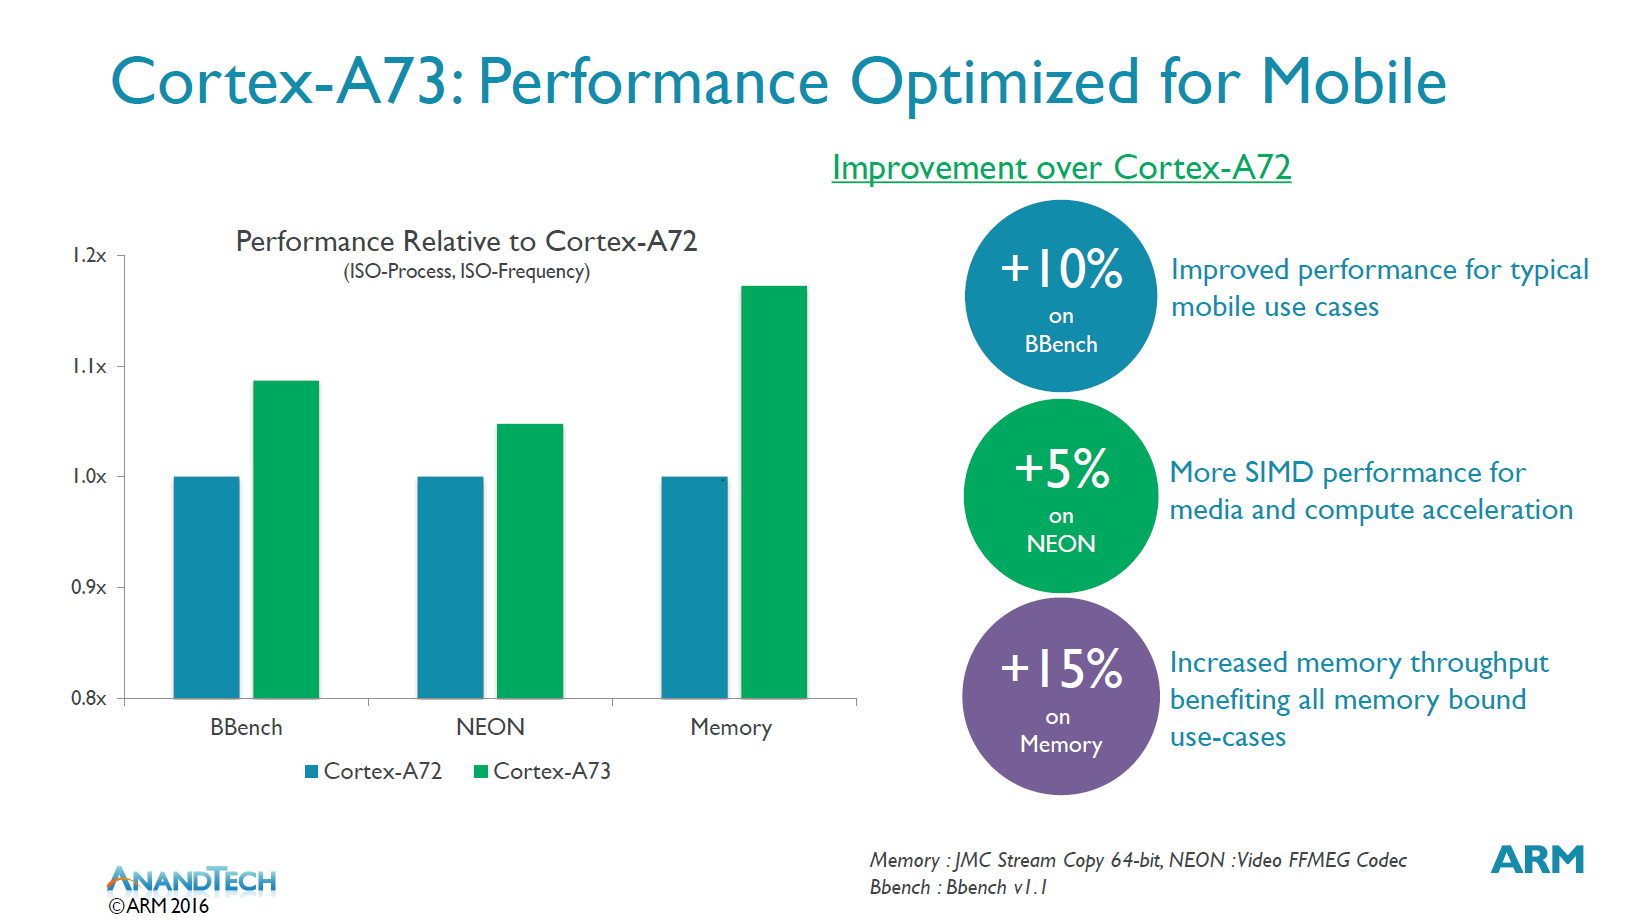 Cortex-A73: Performance Optimized for Mobile
Improvement over Cortex-A72
Performance Relative to Cortex-A72
(ISO-Process, ISO-Frequency)
1.2x
1.1x
1.0x
0.9x
0.8x
BBench
NEON
Memory
Cortex-A72
Cortex-A73
+10%
on
BBench
Improved performance for typical
mobile use cases
+5%
on
NEON
More SIMD performance for
media and compute acceleration
+15%
on
Memory
Increased memory throughput
benefiting all memory bound
use-cases
Memory : JMC Stream Copy 64-bit, NEON : Video FFMEG Codec
Bbench : Bbench v1.1
ARM
ANANDTECH
©ARM 2016